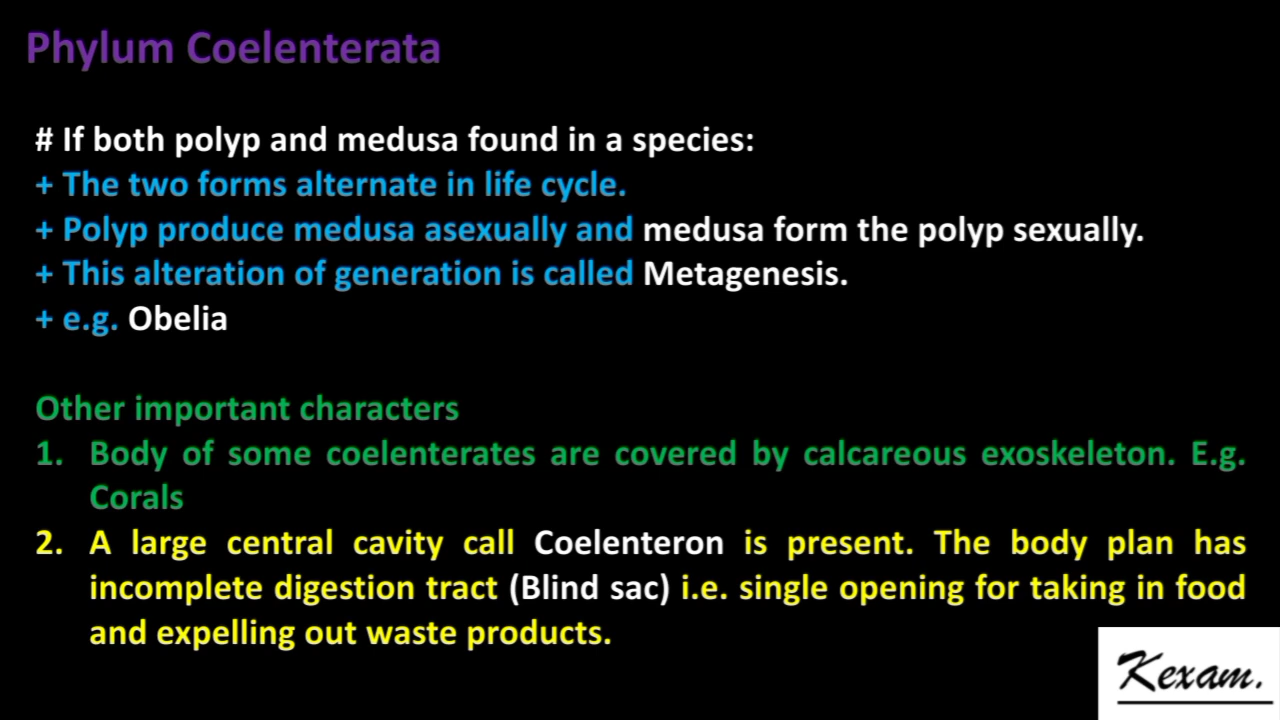 Phylum Coelenterata
# If both polyp and medusa found in a species:
+ The two forms alternate in life cycle.
+ Polyp produce medusa asexually and medusa form the polyp sexually.
+ This alteration of generation is called Metagenesis.
+ e.g. Obelia
Other important characters
1. Body of some coelenterates are covered by calcareous exoskeleton. E.g.
Corals
2. A large central cavity call Coelenteron is present. The body plan has
incomplete digestion tract (Blind sac) i.e. single opening for taking in food
and expelling out waste products.
Kexam.